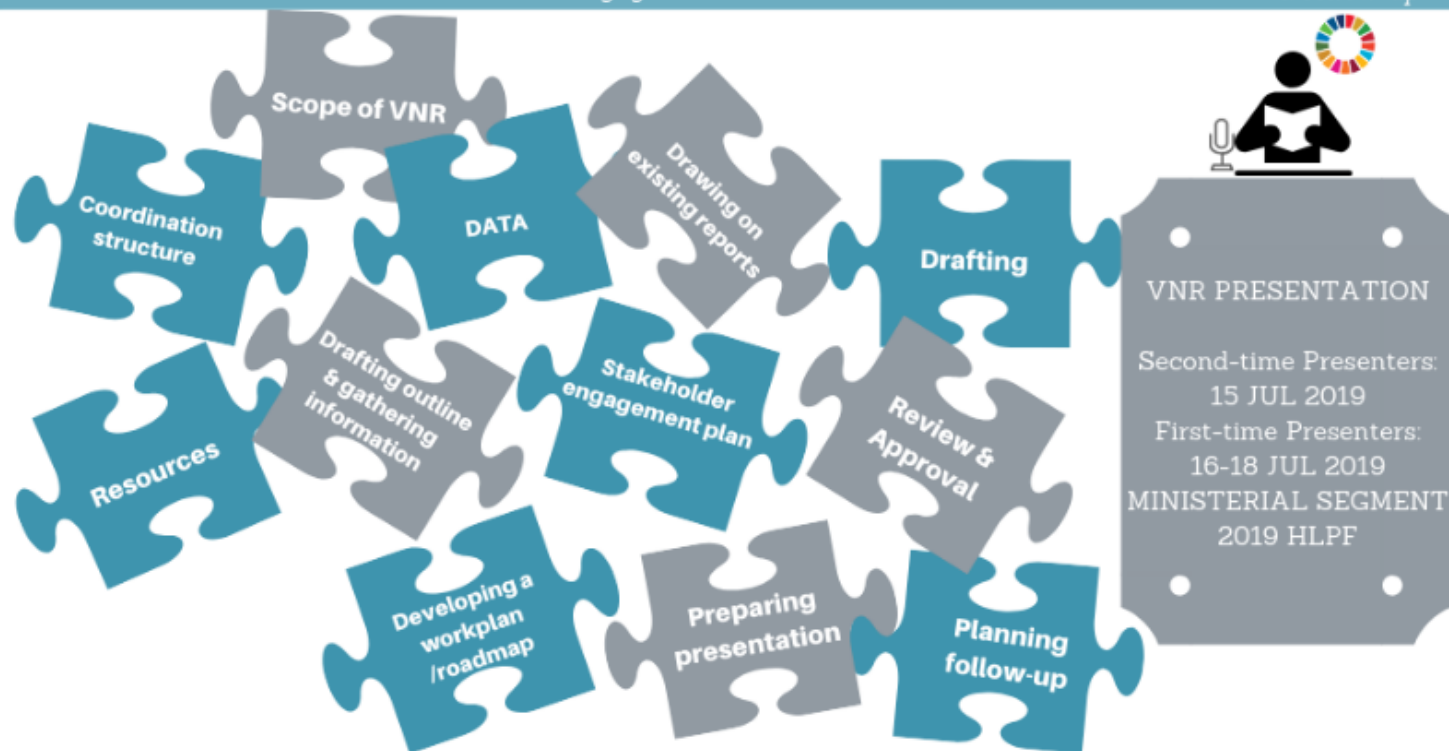 Scope of VNR
Coordination
structure
DATA
Drawing on
existing reports
Drafting
Resources
Drafting outline
& gathering
information
Stakeholder
engagement plan
Review &
Approval
Developing a
workplan
/roadmap
Preparing
presentation
Planning
follow-up
VNR PRESENTATION
Second-time Presenters:
15 JUL 2019
First-time Presenters:
16-18 JUL 2019
MINISTERIAL SEGMENT
2019 HLPF